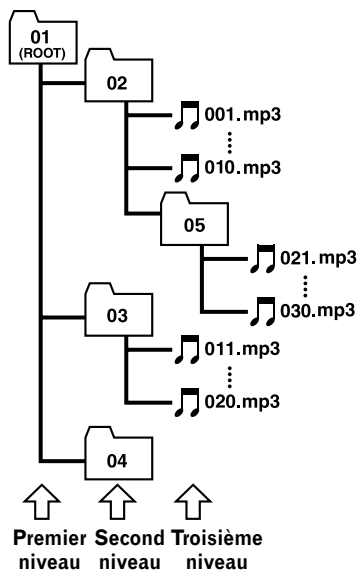 01
(ROOT)
02
001.mp3
010.mp3
05
021.mp3
030.mp3
03
011.mp3
020.mp3
04
Premier niveau
Second niveau
Troisième niveau